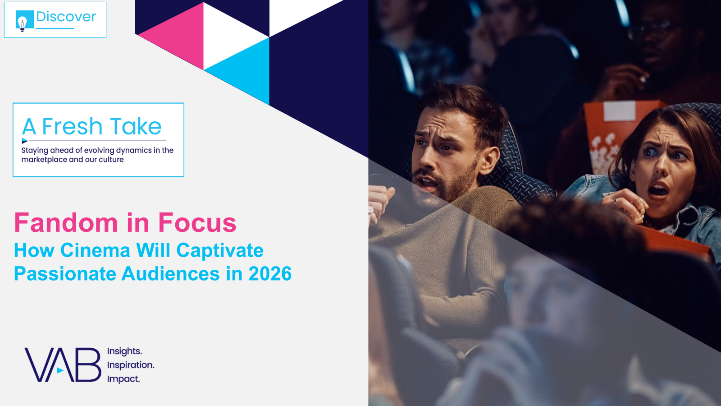 Discover
A Fresh Take
Staying ahead of evolving dynamics in the
marketplace and our culture
Fandom in Focus
How Cinema Will Captivate
Passionate Audiences in 2026
VAB
Insights.
Inspiration.
Impact.